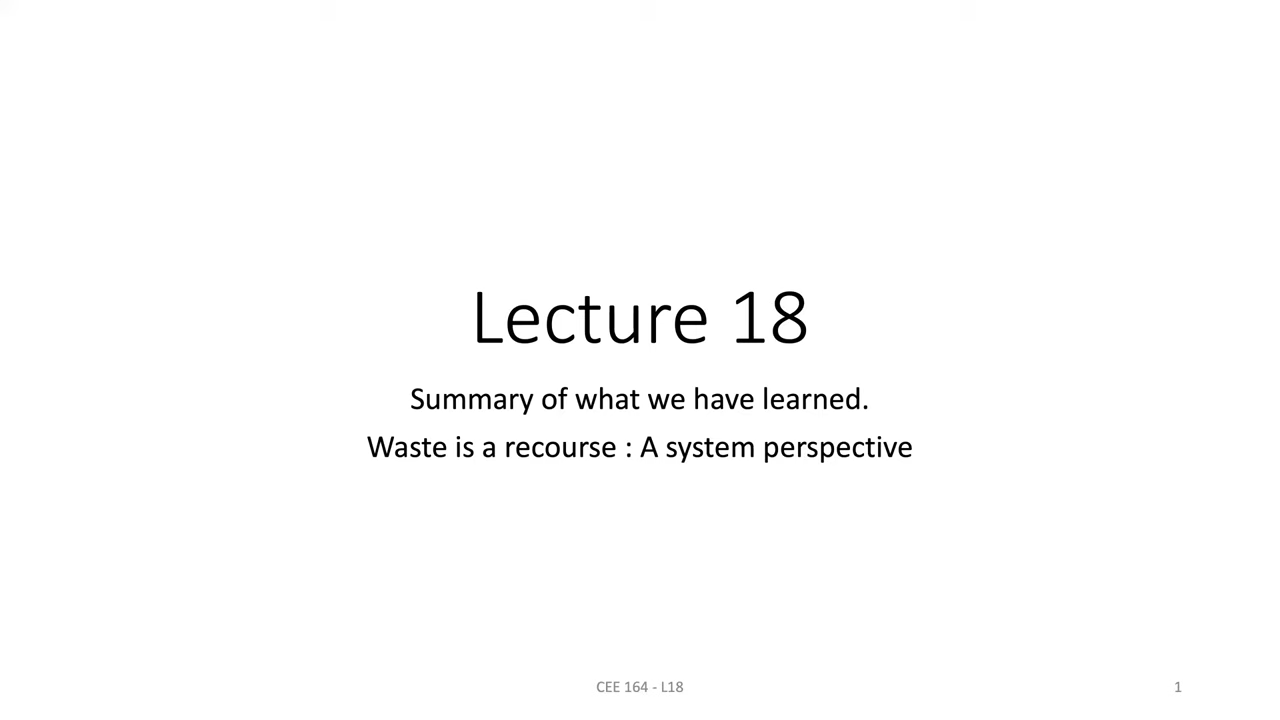 Lecture 18
Summary of what we have learned.
Waste is a recourse : A system perspective
CEE 164 - L18
1